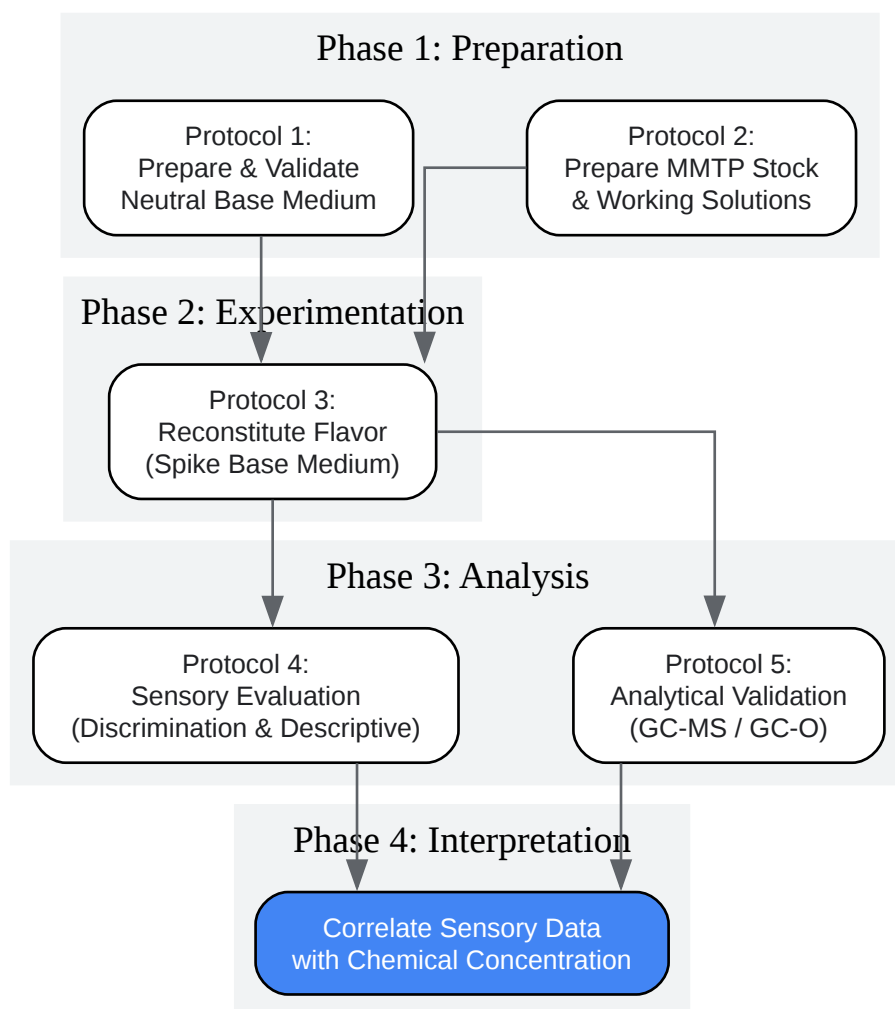 Phase 1: Preparation
Protocol 1:
Prepare & Validate
Neutral Base Medium
Protocol 2:
Prepare MMTP Stock
& Working Solutions
Phase 2: Experimentation
Protocol 3:
Reconstitute Flavor
(Spike Base Medium)
Phase 3: Analysis
Protocol 4:
Sensory Evaluation
(Discrimination & Descriptive)
Protocol 5:
Analytical Validation
(GC-MS / GC-O)
Phase 4: Interpretation
Correlate Sensory Data
with Chemical Concentration